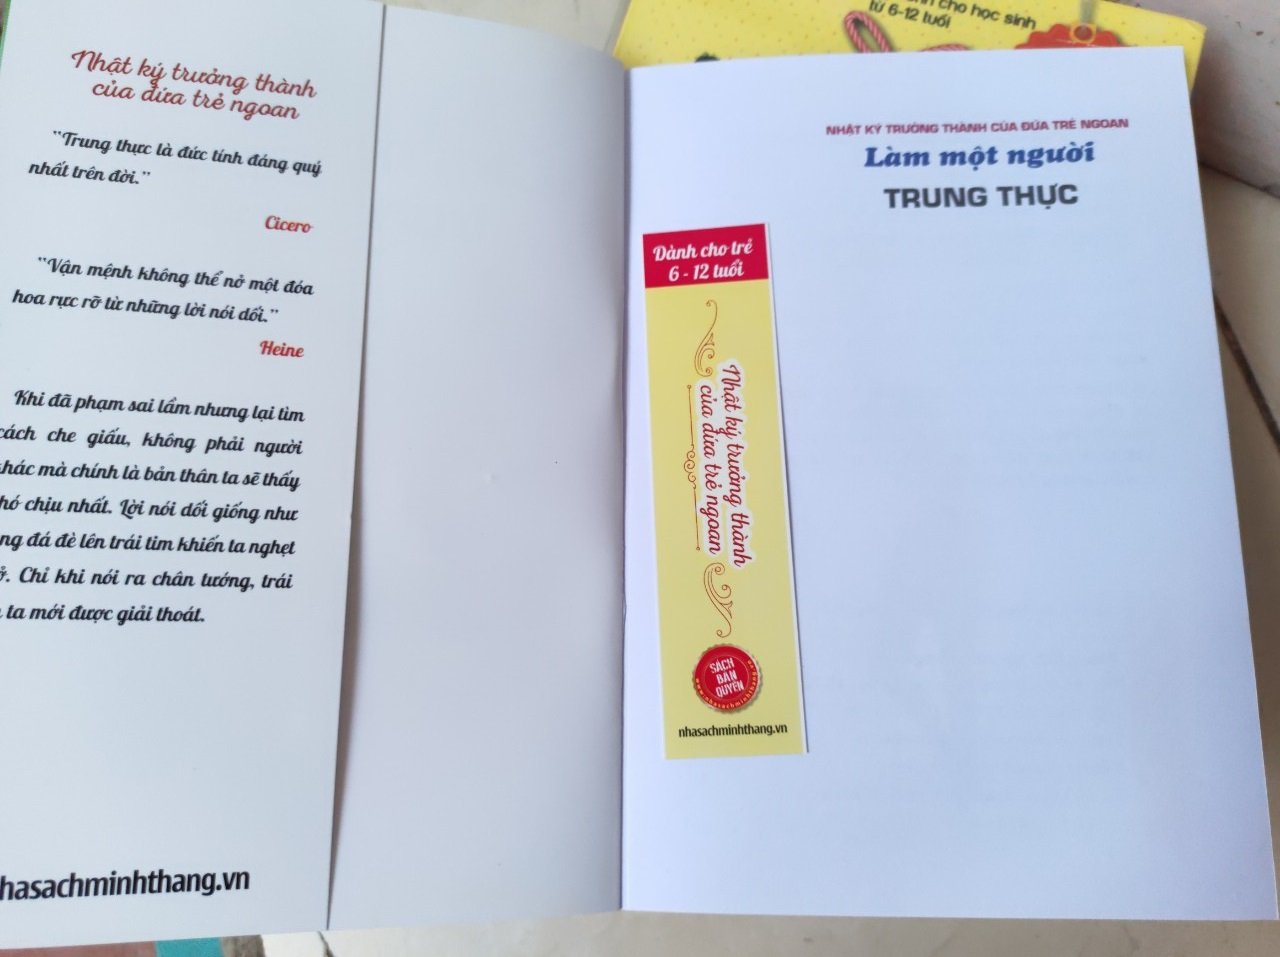 Nhật ký trưởng thành
của đứa trẻ ngoan
"Trung thực là đức tính đáng quý
nhất trên đời."
Cicero
"Vận mệnh không thể nở một đóa
hoa rực rỡ từ những lời nói dối."
Heine
Khi đã phạm sai lầm nhưng lại tìm
cách che giấu, không phải người
khác mà chính là bản thân ta sẽ thấy
khó chịu nhất. Lời nói dối giống như
đá đè lên trái tim khiến ta nghẹt
Chỉ khi nói ra chân tướng, trái
ta mới được giải thoát.
hasachminhthang.vn
cho học sinh
từ 6-12 tuổi
NHẬT KÝ TRƯỞNG THÀNH CỦA ĐỨA TRẺ NGOAN
Làm một người
TRUNG THỰC
Dành cho trẻ
6 - 12 tuổi
Nhật ký trưởng thành
của đứa trẻ ngoan
SÁCH
BẢN
QUYỀN
www.nhasachminhthang.vn
nhasachminhthang.vn